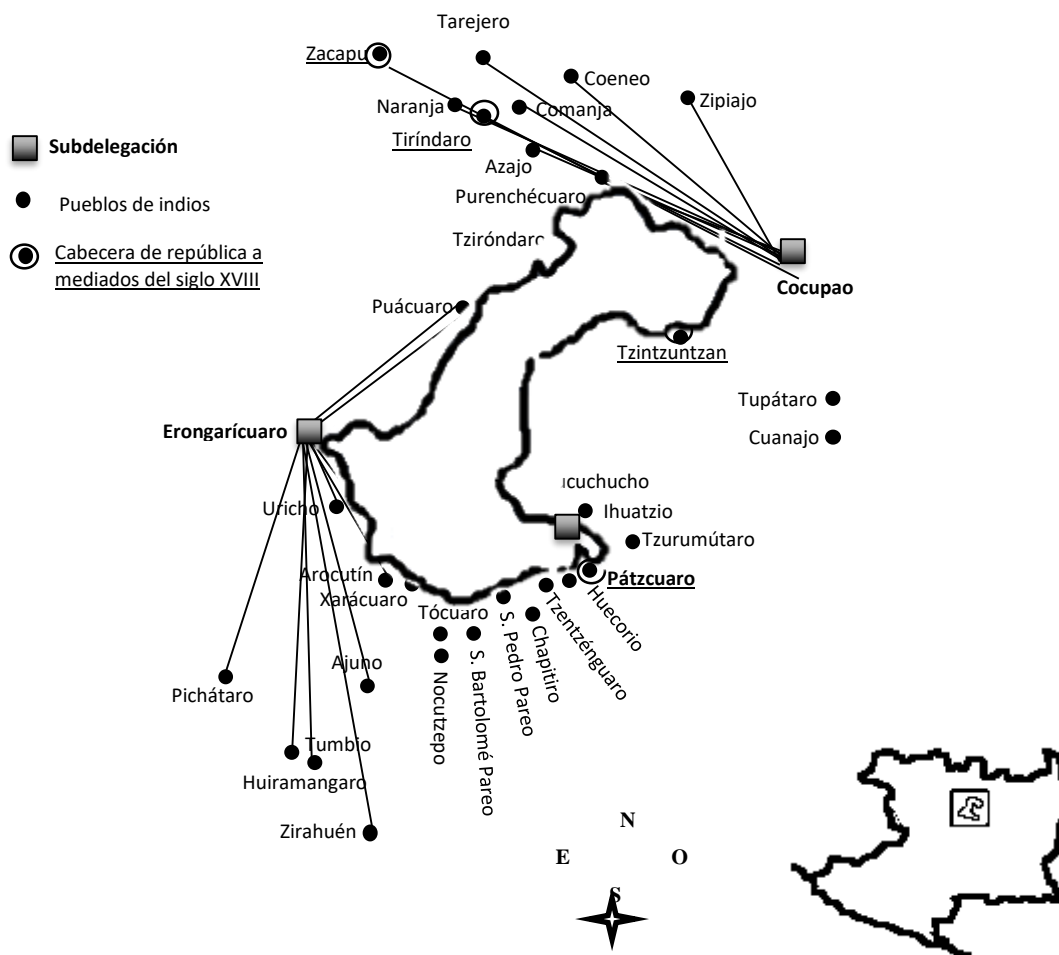 Tarejero
Zacapu
Coeneo
Zipiajo
Naranja
Comanja
Tiríndaro
Subdelegación
Azajo
Pueblos de indios
Purenchécuaro
Tziróndaro
Cabecera de república a
mediados del siglo XVIII
Cocupao
Puácuaro
Tzintzuntzan
Tupátaro
Erongarícuaro
Cuanajo
cuchucho
Uricho
Ihuatzio
Tzurumútaro
Arocutín
Pátzcuaro
Xarácuaro
Tócuaro
Huecorio
Tzentzénguaro
Chapitiro
S. Pedro Pareo
S. Bartolomé Pareo
Nocutzepo
Ajuno
Pichátaro
Tumbio
Huiramangaro
Zirahuén
N
E O
S